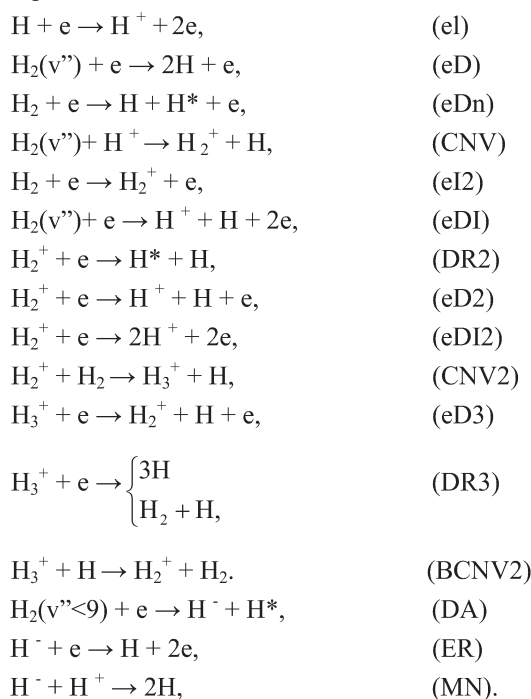 H + e → H⁺ + 2e, (eI)
H₂(v”) + e → 2H + e, (eD)
H₂ + e → H + H* + e, (eDn)
H₂(v”)+ H⁺ → H₂⁺ + H, (CNV)
H₂ + e → H₂⁺ + e, (eI2)
H₂(v”)+ e → H⁺ + H + 2e, (eDI)
H₂⁺ + e → H* + H, (DR2)
H₂⁺ + e → H⁺ + H + e, (eD2)
H₂⁺ + e → 2H⁺ + 2e, (eDI2)
H₂⁺ + H₂ → H₃⁺ + H, (CNV2)
H₃⁺ + e → H₂⁺ + H + e, (eD3)
H₃⁺ + e → { 3H
H₂ + H, (DR3)
H₃⁺ + H → H₂⁺ + H₂. (BCNV2)
H₂(v”<9) + e → H⁻ + H*, (DA)
H⁻ + e → H + 2e, (ER)
H⁻ + H⁺ → 2H, (MN).